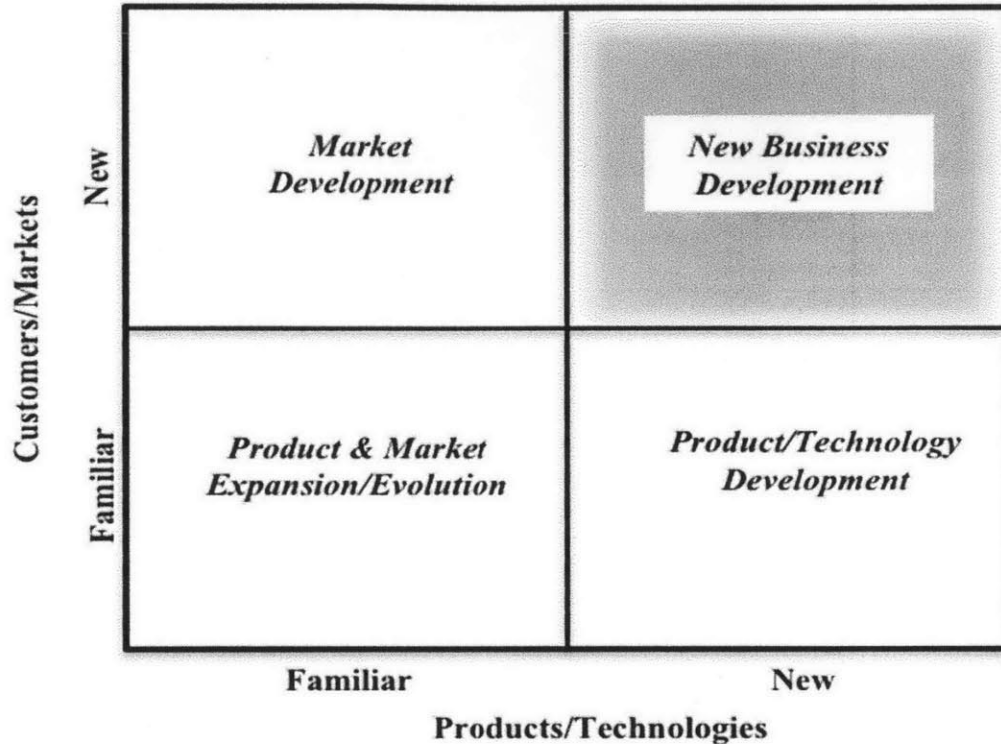 Customers/Markets
New
Familiar
Market
Development
New Business
Development
Product & Market
Expansion/Evolution
Product/Technology
Development
Familiar
New
Products/Technologies